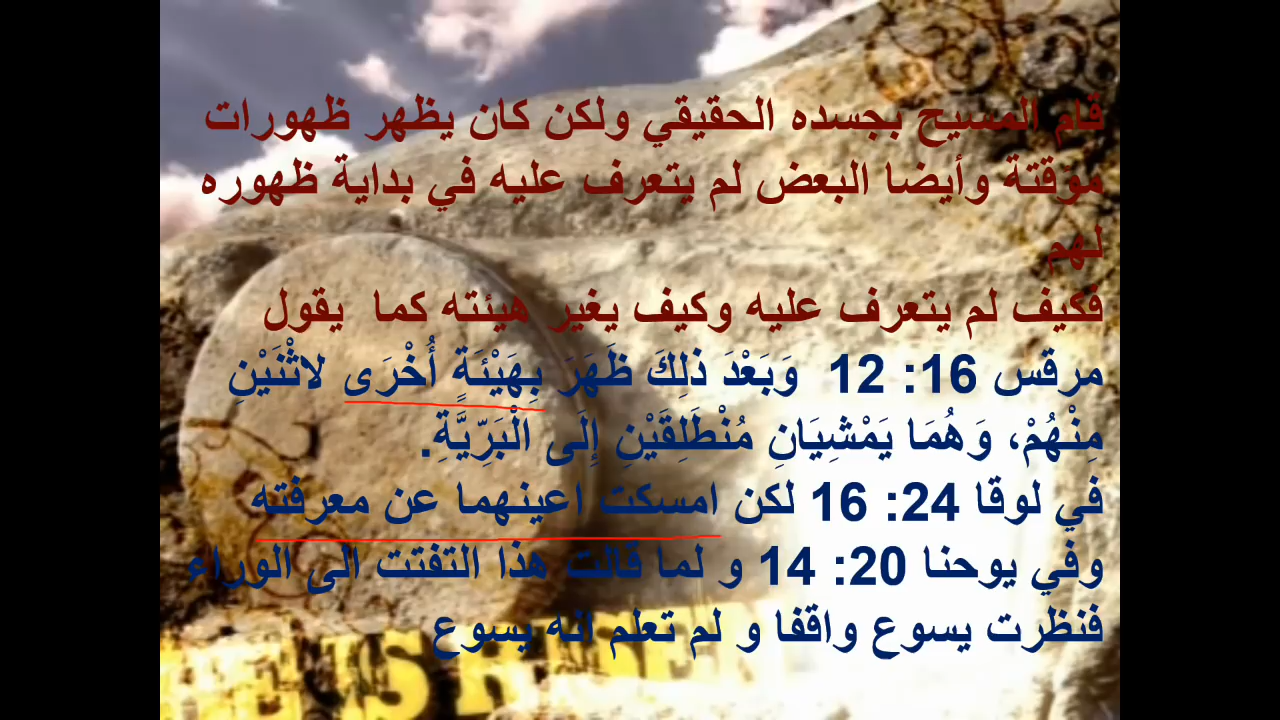 قام المسيح بجسده الحقيقي ولكن كان يظهر ظهورات
مؤقتة وأيضا البعض لم يتعرف عليه في بداية ظهوره
لهم
فكيف لم يتعرف عليه وكيف يغير هيئته كما يقول
مرقس 16: 12 وَبَعْدَ ذلِكَ ظَهَرَ بِهَيْئَةٍ أُخْرَى لاثْنَيْنِ
مِنْهُمْ، وَهُمَا يَمْشِيَانِ مُنْطَلِقَيْنِ إِلَى الْبَرِّيَّةِ.
في لوقا 24: 16 لكن امسكت اعينهما عن معرفته
وفي يوحنا 20: 14 و لما قالت هذا التفتت الى الوراء
فنظرت يسوع واقفا و لم تعلم انه يسوع